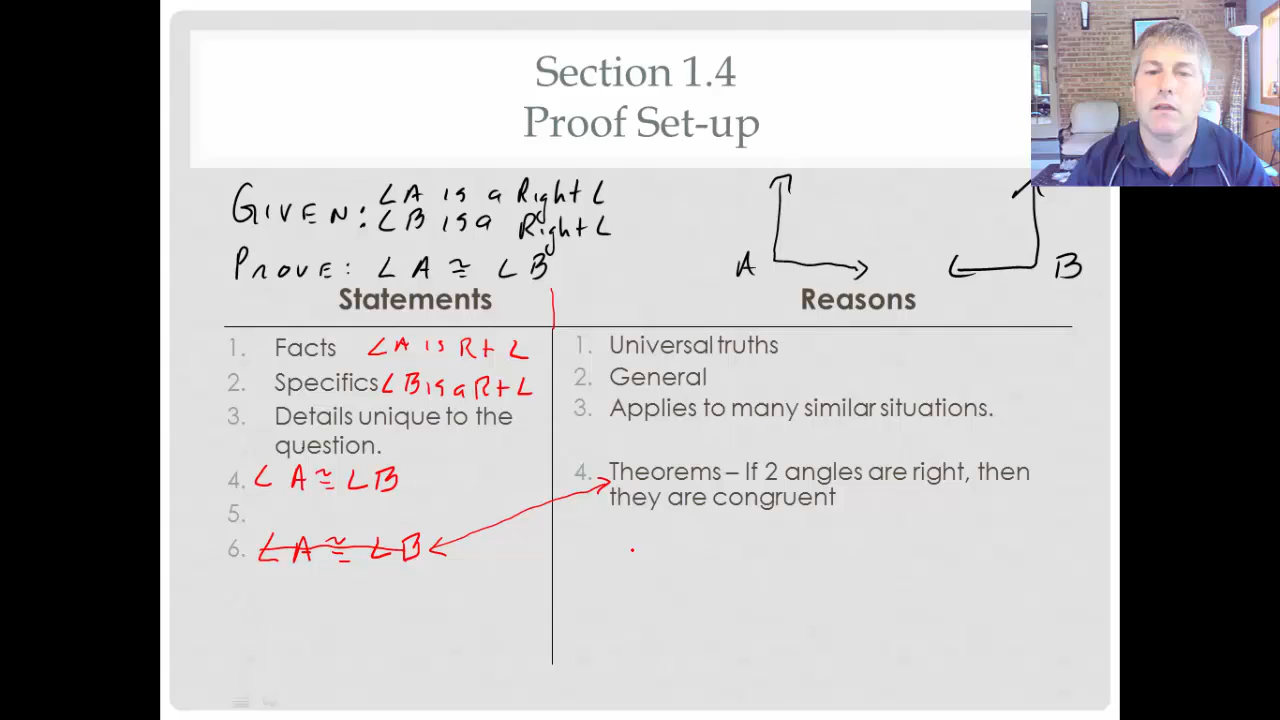 Section 1.4
Proof Set-up
GIVEN: ∠A is a Right ∠
∠B is a Right ∠
PROVE: ∠A ≅ ∠B
A
B
Statements
Reasons
1. Facts ∠A is Rt ∠
2. Specifics ∠B is a Rt ∠
3. Details unique to the
question.
4. ∠A ≅ ∠B
5.
6. ∠A ≅ ∠B
1. Universal truths
2. General
3. Applies to many similar situations.
4. Theorems – If 2 angles are right, then
they are congruent